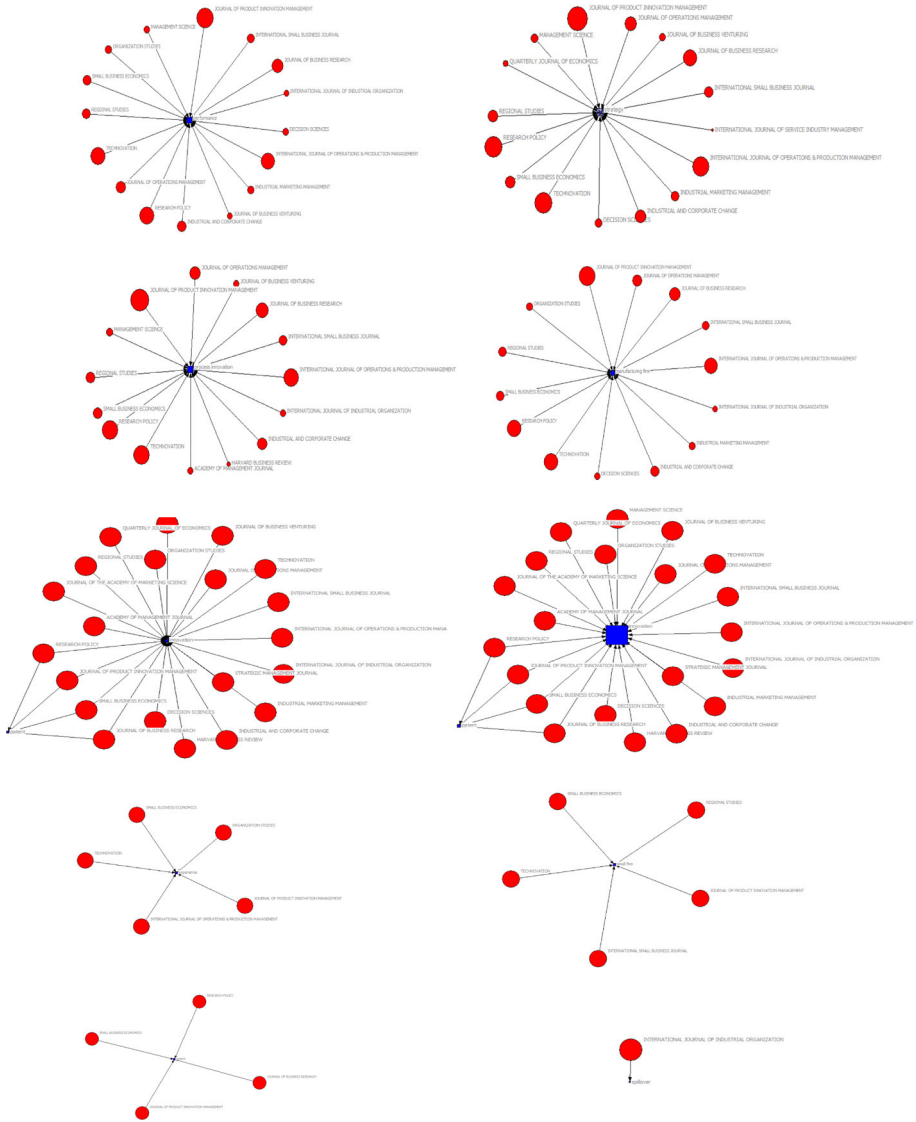 JOURNAL OF PRODUCT INNOVATION MANAGEMENT
MANAGEMENT SCIENCE
INTERNATIONAL SMALL BUSINESS JOURNAL
ORGANIZATION STUDIES
JOURNAL OF BUSINESS RESEARCH
SMALL BUSINESS ECONOMICS
INTERNATIONAL JOURNAL OF INDUSTRIAL ORGANIZATION
REGIONAL STUDIES
performance
DECISION SCIENCES
TECHNOVATION
INTERNATIONAL JOURNAL OF OPERATIONS & PRODUCTION MANAGEMENT
JOURNAL OF OPERATIONS MANAGEMENT
INDUSTRIAL MARKETING MANAGEMENT
RESEARCH POLICY
JOURNAL OF BUSINESS VENTURING
INDUSTRIAL AND CORPORATE CHANGE
JOURNAL OF PRODUCT INNOVATION MANAGEMENT
JOURNAL OF OPERATIONS MANAGEMENT
MANAGEMENT SCIENCE
JOURNAL OF BUSINESS VENTURING
JOURNAL OF BUSINESS RESEARCH
QUARTERLY JOURNAL OF ECONOMICS
INTERNATIONAL SMALL BUSINESS JOURNAL
REGIONAL STUDIES
strategy
INTERNATIONAL JOURNAL OF SERVICE INDUSTRY MANAGEMENT
RESEARCH POLICY
INTERNATIONAL JOURNAL OF OPERATIONS & PRODUCTION MANAGEMENT
SMALL BUSINESS ECONOMICS
INDUSTRIAL MARKETING MANAGEMENT
TECHNOVATION
INDUSTRIAL AND CORPORATE CHANGE
DECISION SCIENCES
JOURNAL OF OPERATIONS MANAGEMENT
JOURNAL OF BUSINESS VENTURING
JOURNAL OF PRODUCT INNOVATION MANAGEMENT
JOURNAL OF BUSINESS RESEARCH
MANAGEMENT SCIENCE
INTERNATIONAL SMALL BUSINESS JOURNAL
process innovation
REGIONAL STUDIES
INTERNATIONAL JOURNAL OF OPERATIONS & PRODUCTION MANAGEMENT
SMALL BUSINESS ECONOMICS
INTERNATIONAL JOURNAL OF INDUSTRIAL ORGANIZATION
RESEARCH POLICY
INDUSTRIAL AND CORPORATE CHANGE
TECHNOVATION
HARVARD BUSINESS REVIEW
ACADEMY OF MANAGEMENT JOURNAL
JOURNAL OF PRODUCT INNOVATION MANAGEMENT
JOURNAL OF OPERATIONS MANAGEMENT
JOURNAL OF BUSINESS RESEARCH
ORGANIZATION STUDIES
INTERNATIONAL SMALL BUSINESS JOURNAL
REGIONAL STUDIES
INTERNATIONAL JOURNAL OF OPERATIONS & PRODUCTION MANAGEMENT
manufacturing firm
SMALL BUSINESS ECONOMICS
INTERNATIONAL JOURNAL OF INDUSTRIAL ORGANIZATION
RESEARCH POLICY
INDUSTRIAL MARKETING MANAGEMENT
TECHNOVATION
INDUSTRIAL AND CORPORATE CHANGE
DECISION SCIENCES
QUARTERLY JOURNAL OF ECONOMICS
JOURNAL OF BUSINESS VENTURING
REGIONAL STUDIES
ORGANIZATION STUDIES
TECHNOVATION
JOURNAL OF THE ACADEMY OF MARKETING SCIENCE
INTERNATIONAL SMALL BUSINESS JOURNAL
ACADEMY OF MANAGEMENT JOURNAL
INTERNATIONAL JOURNAL OF OPERATIONS & PRODUCTION MANA
RESEARCH POLICY
INTERNATIONAL JOURNAL OF INDUSTRIAL ORGANIZATION
JOURNAL OF PRODUCT INNOVATION MANAGEMENT
STRATEGIC MANAGEMENT JOURNAL
SMALL BUSINESS ECONOMICS
INDUSTRIAL MARKETING MANAGEMENT
DECISION SCIENCES
patent
JOURNAL OF BUSINESS RESEARCH
INDUSTRIAL AND CORPORATE CHANGE
MANAGEMENT SCIENCE
QUARTERLY JOURNAL OF ECONOMICS
JOURNAL OF BUSINESS VENTURING
REGIONAL STUDIES
ORGANIZATION STUDIES
TECHNOVATION
JOURNAL OF THE ACADEMY OF MARKETING SCIENCE
INTERNATIONAL SMALL BUSINESS JOURNAL
ACADEMY OF MANAGEMENT JOURNAL
INTERNATIONAL JOURNAL OF OPERATIONS & PRODUCTION MANAGEMENT
innovation
RESEARCH POLICY
INTERNATIONAL JOURNAL OF INDUSTRIAL ORGANIZATION
JOURNAL OF PRODUCT INNOVATION MANAGEMENT
STRATEGIC MANAGEMENT JOURNAL
SMALL BUSINESS ECONOMICS
INDUSTRIAL MARKETING MANAGEMENT
DECISION SCIENCES
patent
JOURNAL OF BUSINESS RESEARCH
INDUSTRIAL AND CORPORATE CHANGE
SMALL BUSINESS ECONOMICS
ORGANIZATION STUDIES
TECHNOVATION
JOURNAL OF PRODUCT INNOVATION MANAGEMENT
INTERNATIONAL JOURNAL OF OPERATIONS & PRODUCTION MANAGEMENT
SMALL BUSINESS ECONOMICS
REGIONAL STUDIES
small firm
TECHNOVATION
JOURNAL OF PRODUCT INNOVATION MANAGEMENT
INTERNATIONAL SMALL BUSINESS JOURNAL
RESEARCH POLICY
SMALL BUSINESS ECONOMICS
JOURNAL OF BUSINESS RESEARCH
JOURNAL OF PRODUCT INNOVATION MANAGEMENT
INTERNATIONAL JOURNAL OF INDUSTRIAL ORGANIZATION
spillover